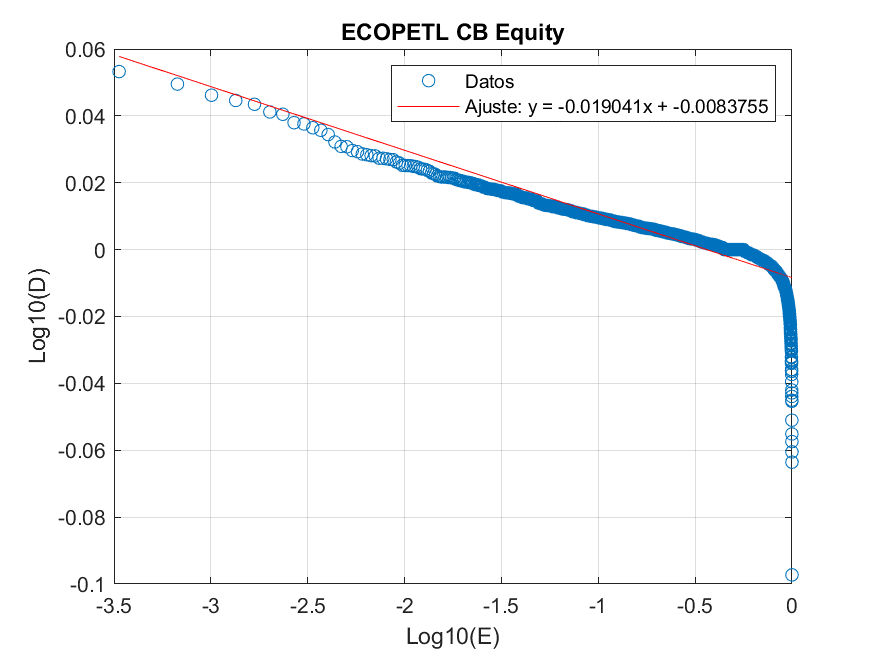 ECOPETL CB Equity
0.06
0.04
0.02
0
-0.02
-0.04
-0.06
-0.08
-0.1
Log10(D)
Datos
Ajuste: y = -0.019041x + -0.0083755
-3.5 -3 -2.5 -2 -1.5 -1 -0.5 0
Log10(E)